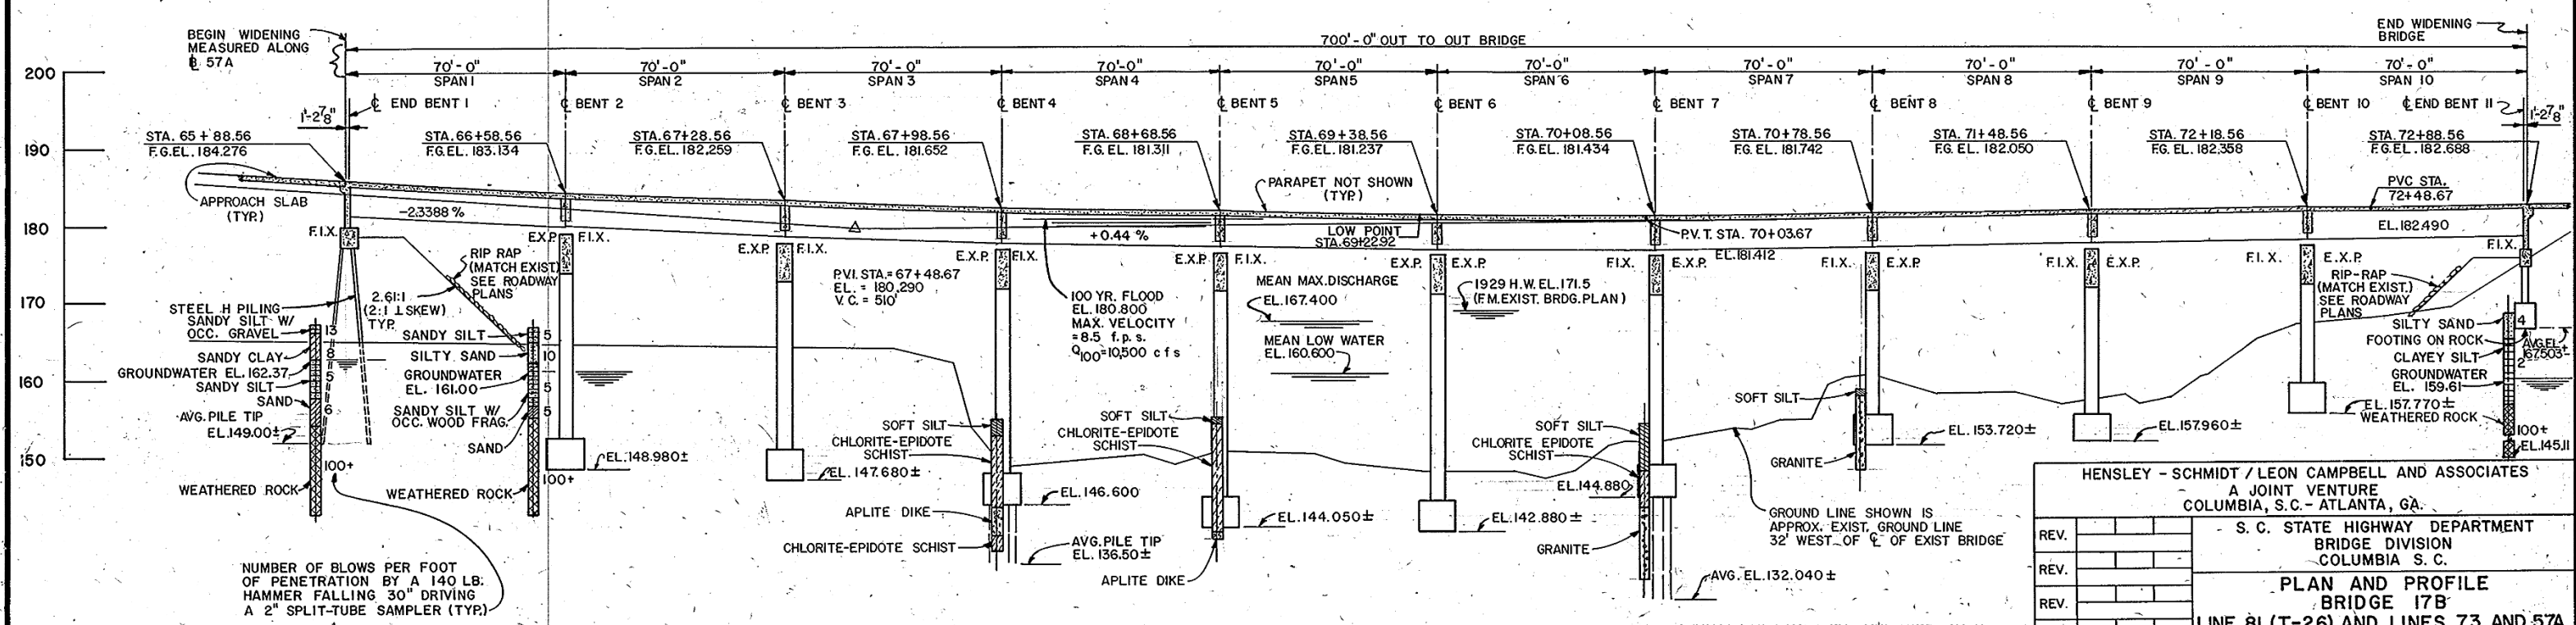 BEGIN WIDENING
MEASURED ALONG
℄ 57A
END WIDENING
BRIDGE
700'-0" OUT TO OUT BRIDGE
70'-0" 70'-0" 70'-0" 70'-0" 70'-0" 70'-0" 70'-0" 70'-0" 70'-0" 70'-0"
SPAN 1 SPAN 2 SPAN 3 SPAN 4 SPAN 5 SPAN 6 SPAN 7 SPAN 8 SPAN 9 SPAN 10
℄ END BENT 1 ℄ BENT 2 ℄ BENT 3 ℄ BENT 4 ℄ BENT 5 ℄ BENT 6 ℄ BENT 7 ℄ BENT 8 ℄ BENT 9 ℄ BENT 10 ℄ END BENT 11
1'-2⅞" 1'-2⅞"
STA. 65 + 88.56
F.G.EL. 184.276
STA. 66+58.56
F.G.EL. 183.134
STA. 67+28.56
F.G.EL. 182.259
STA. 67+98.56
F.G.EL. 181.652
STA. 68+68.56
F.G.EL. 181.311
STA. 69+38.56
F.G.EL. 181.237
STA. 70+08.56
F.G. EL. 181.434
STA. 70+78.56
F.G. EL. 181.742
STA. 71+48.56
F.G. EL. 182.050
STA. 72+18.56
F.G. EL. 182.358
STA. 72+88.56
F.G.EL. 182.688
200
190
180
170
160
150
APPROACH SLAB
(TYP.)
-2.3388 %
PARAPET NOT SHOWN
(TYP.)
PVC STA.
72+48.67
EL.182.490
+0.44 %
LOW POINT
STA.69+22.92
P.V.T. STA. 70+03.67
EL.181.412
F.I.X.
E.X.P. F.I.X.
E.X.P. F.I.X.
E.X.P. F.I.X.
E.X.P. F.I.X.
E.X.P. E.X.P.
F.I.X. E.X.P.
F.I.X. E.X.P.
F.I.X. E.X.P.
F.I.X. E.X.P.
F.I.X.
RIP RAP
(MATCH EXIST.)
SEE ROADWAY
PLANS
2.61:1
(2:1 ⊥SKEW)
TYP.
P.V.I. STA.= 67+48.67
EL. = 180.290
V. C. = 510'
100 YR. FLOOD
EL. 180.800
MAX. VELOCITY
=8.5 f.p.s.
Q100=10,500 cfs
MEAN MAX.DISCHARGE
EL.167.400
MEAN LOW WATER
EL.160.600
1929 H.W. EL.171.5
(F.M.EXIST. BRDG.PLAN)
RIP-RAP
(MATCH EXIST.)
SEE ROADWAY
PLANS
STEEL H PILING
SANDY SILT W/
OCC. GRAVEL
SANDY CLAY
GROUNDWATER EL.162.37
SANDY SILT
SAND
AVG.PILE TIP
EL.149.00±
WEATHERED ROCK
13
8
5
6
100+
SANDY SILT
SILTY SAND
GROUNDWATER
EL. 161.00
SANDY SILT W/
OCC. WOOD FRAG.
SAND
WEATHERED ROCK
5
10
5
5
100+
EL.148.980±
EL.147.680±
SOFT SILT
CHLORITE-EPIDOTE
SCHIST
EL.146.600
APLITE DIKE
CHLORITE-EPIDOTE SCHIST
AVG.PILE TIP
EL.136.50±
SOFT SILT
CHLORITE-EPIDOTE
SCHIST
EL.144.050±
APLITE DIKE
EL.142.880±
SOFT SILT
CHLORITE EPIDOTE
SCHIST
EL.144.880
GRANITE
AVG. EL.132.040±
SOFT SILT
GRANITE
EL. 153.720±
GROUND LINE SHOWN IS
APPROX. EXIST. GROUND LINE
32' WEST OF ℄ OF EXIST BRIDGE
EL.157.960±
EL.157.770±
SILTY SAND
FOOTING ON ROCK
CLAYEY SILT
GROUNDWATER
EL. 159.61
WEATHERED ROCK
4
2
100+
AVG.EL.
167.503±
EL.145.11
NUMBER OF BLOWS PER FOOT
OF PENETRATION BY A 140 LB.
HAMMER FALLING 30" DRIVING
A 2" SPLIT-TUBE SAMPLER (TYP.)
HENSLEY - SCHMIDT / LEON CAMPBELL AND ASSOCIATES
A JOINT VENTURE
COLUMBIA, S.C.- ATLANTA, GA.
REV.
REV.
REV.
S. C. STATE HIGHWAY DEPARTMENT
BRIDGE DIVISION
COLUMBIA S. C.
PLAN AND PROFILE
BRIDGE 17B
LINE 81 (T-26) AND LINES 73 AND 57A